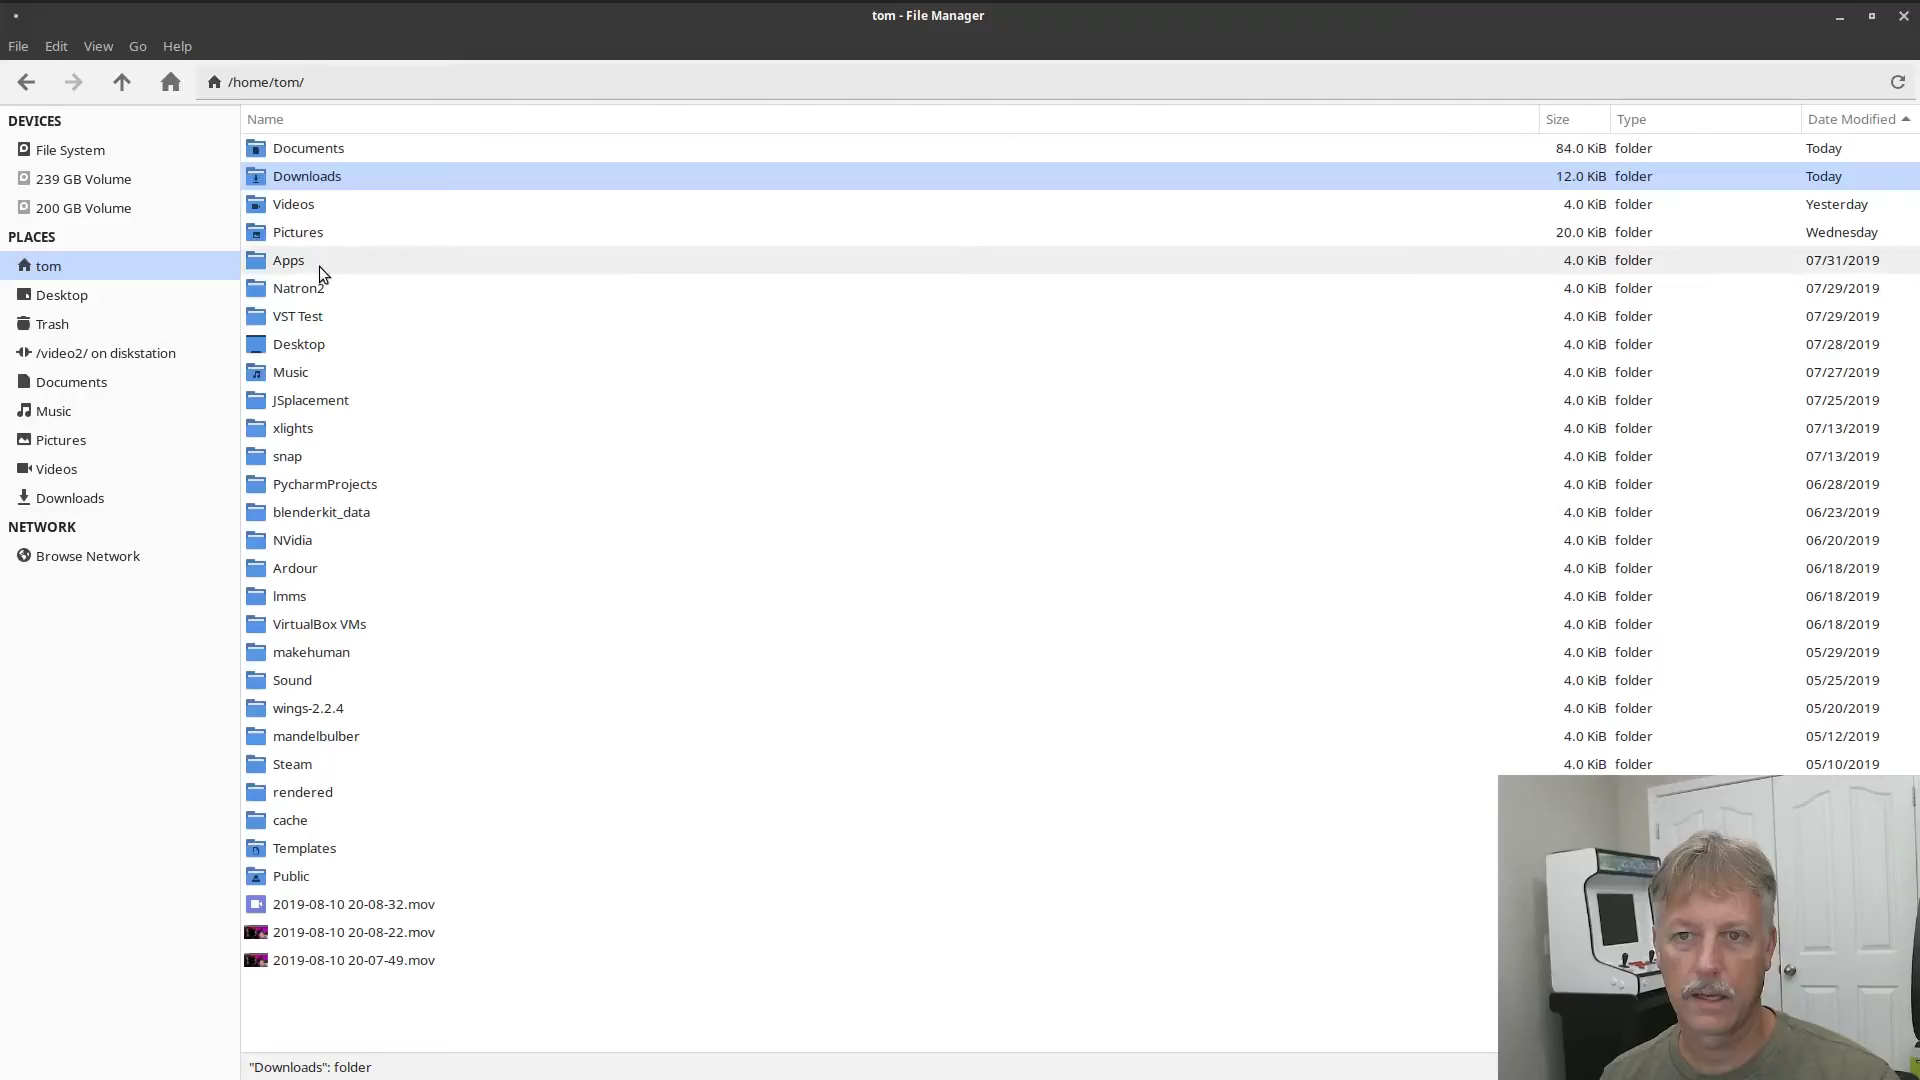 tom - File Manager
File Edit View Go Help
/home/tom/
DEVICES
File System
239 GB Volume
200 GB Volume
PLACES
tom
Desktop
Trash
/video2/ on diskstation
Documents
Music
Pictures
Videos
Downloads
NETWORK
Browse Network
Name Size Type Date Modified
Documents 84.0 KiB folder Today
Downloads 12.0 KiB folder Today
Videos 4.0 KiB folder Yesterday
Pictures 20.0 KiB folder Wednesday
Apps 4.0 KiB folder 07/31/2019
Natron2 4.0 KiB folder 07/29/2019
VST Test 4.0 KiB folder 07/29/2019
Desktop 4.0 KiB folder 07/28/2019
Music 4.0 KiB folder 07/27/2019
JSplacement 4.0 KiB folder 07/25/2019
xlights 4.0 KiB folder 07/13/2019
snap 4.0 KiB folder 07/13/2019
PycharmProjects 4.0 KiB folder 06/28/2019
blenderkit_data 4.0 KiB folder 06/23/2019
NVidia 4.0 KiB folder 06/20/2019
Ardour 4.0 KiB folder 06/18/2019
lmms 4.0 KiB folder 06/18/2019
VirtualBox VMs 4.0 KiB folder 06/18/2019
makehuman 4.0 KiB folder 05/29/2019
Sound 4.0 KiB folder 05/25/2019
wings-2.2.4 4.0 KiB folder 05/20/2019
mandelbulber 4.0 KiB folder 05/12/2019
Steam 4.0 KiB folder 05/10/2019
rendered
cache
Templates
Public
2019-08-10 20-08-32.mov
2019-08-10 20-08-22.mov
2019-08-10 20-07-49.mov
"Downloads": folder